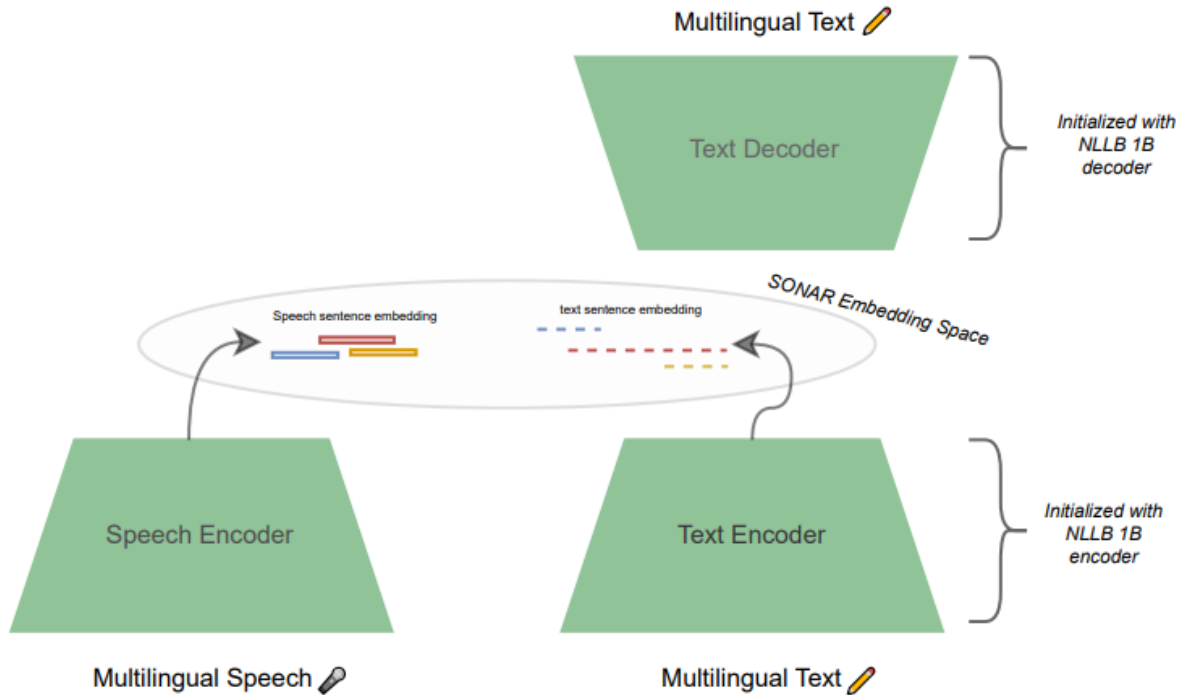 Multilingual Text
Text Decoder
Initialized with
NLLB 1B
decoder
SONAR Embedding Space
Speech sentence embedding
text sentence embedding
Speech Encoder
Text Encoder
Initialized with
NLLB 1B
encoder
Multilingual Speech
Multilingual Text